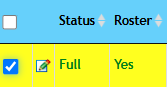 Status Roster
Full Yes